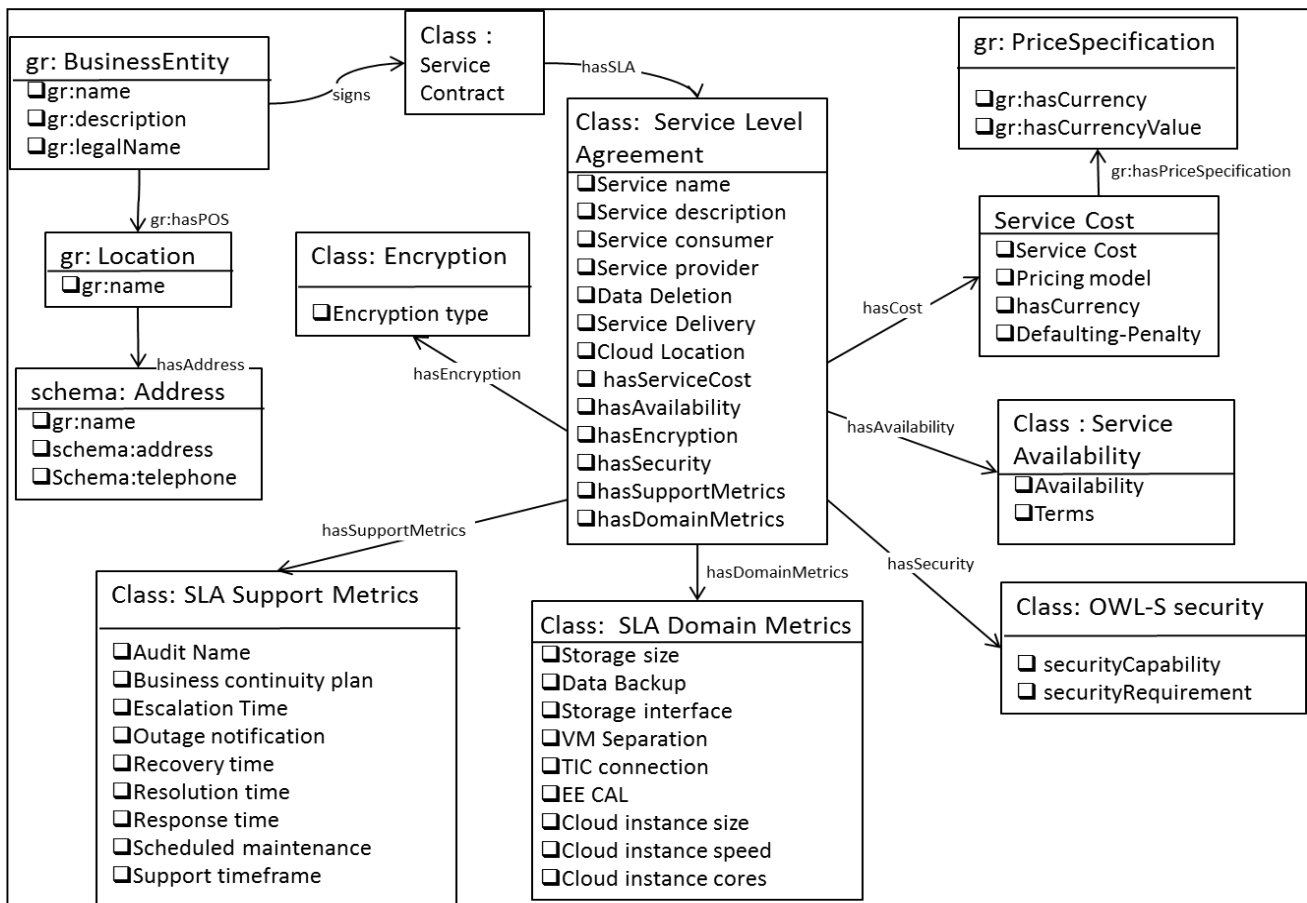 gr: BusinessEntity
gr:name
gr:description
gr:legalName
signs
Class :
Service
Contract
hasSLA
gr: PriceSpecification
gr:hasCurrency
gr:hasCurrencyValue
gr:hasPriceSpecification
gr:hasPOS
gr: Location
gr:name
hasAddress
schema: Address
gr:name
schema:address
Schema:telephone
Class: Encryption
Encryption type
hasEncryption
Class:  Service Level
Agreement
Service name
Service description
Service consumer
Service provider
Data Deletion
Service Delivery
Cloud Location
hasServiceCost
hasAvailability
hasEncryption
hasSecurity
hasSupportMetrics
hasDomainMetrics
hasCost
Service Cost
Service Cost
Pricing model
hasCurrency
Defaulting-Penalty
hasAvailability
Class : Service
Availability
Availability
Terms
hasSecurity
Class: OWL-S security
securityCapability
securityRequirement
hasSupportMetrics
Class: SLA Support Metrics
Audit Name
Business continuity plan
Escalation Time
Outage notification
Recovery time
Resolution time
Response time
Scheduled maintenance
Support timeframe
hasDomainMetrics
Class:  SLA Domain Metrics
Storage size
Data Backup
Storage interface
VM Separation
TIC connection
EE CAL
Cloud instance size
Cloud instance speed
Cloud instance cores